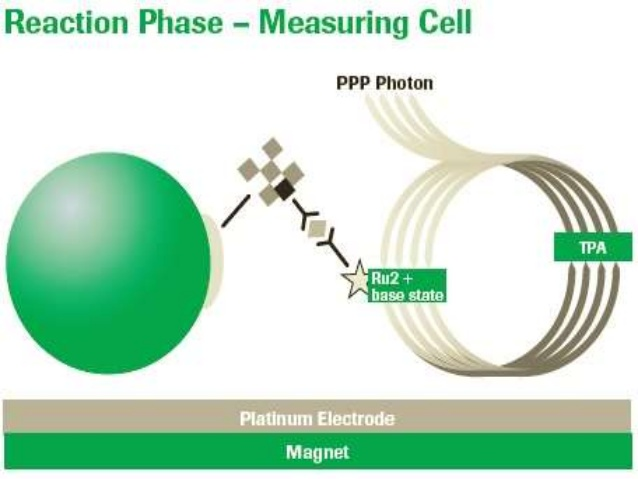 Reaction Phase – Measuring Cell
PPP Photon
TPA
Ru2 +
base state
Platinum Electrode
Magnet